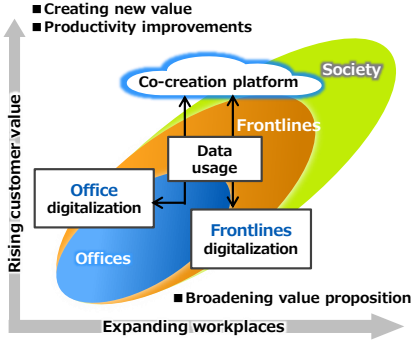 ■Creating new value
■Productivity improvements
Society
Co-creation platform
Frontlines
Data
usage
Office
digitalization
Frontlines
digitalization
Offices
■Broadening value proposition
Rising customer value
Expanding workplaces